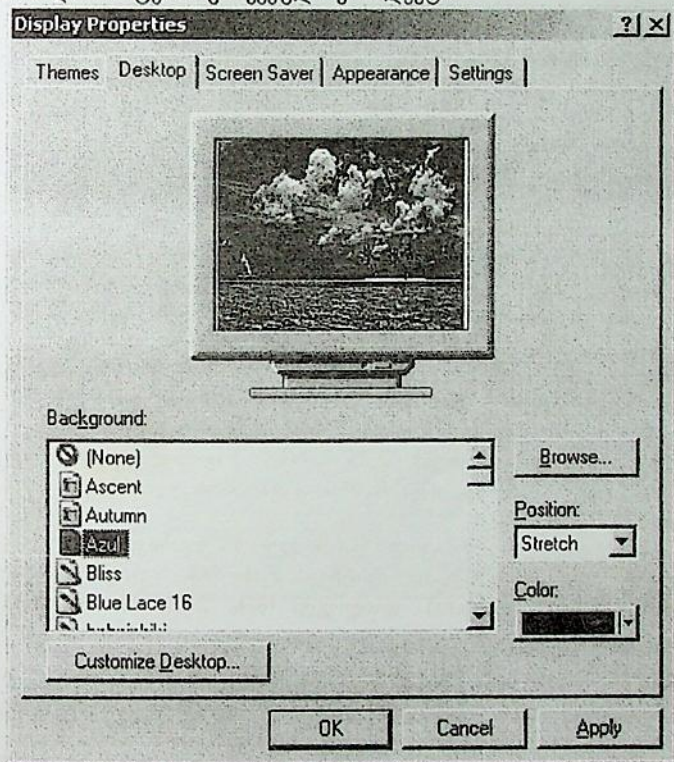 Display Properties
Themes Desktop Screen Saver Appearance Settings
Background:
(None)
Ascent
Autumn
Azul
Bliss
Blue Lace 16
Browse...
Position:
Stretch
Color:
Customize Desktop...
OK Cancel Apply